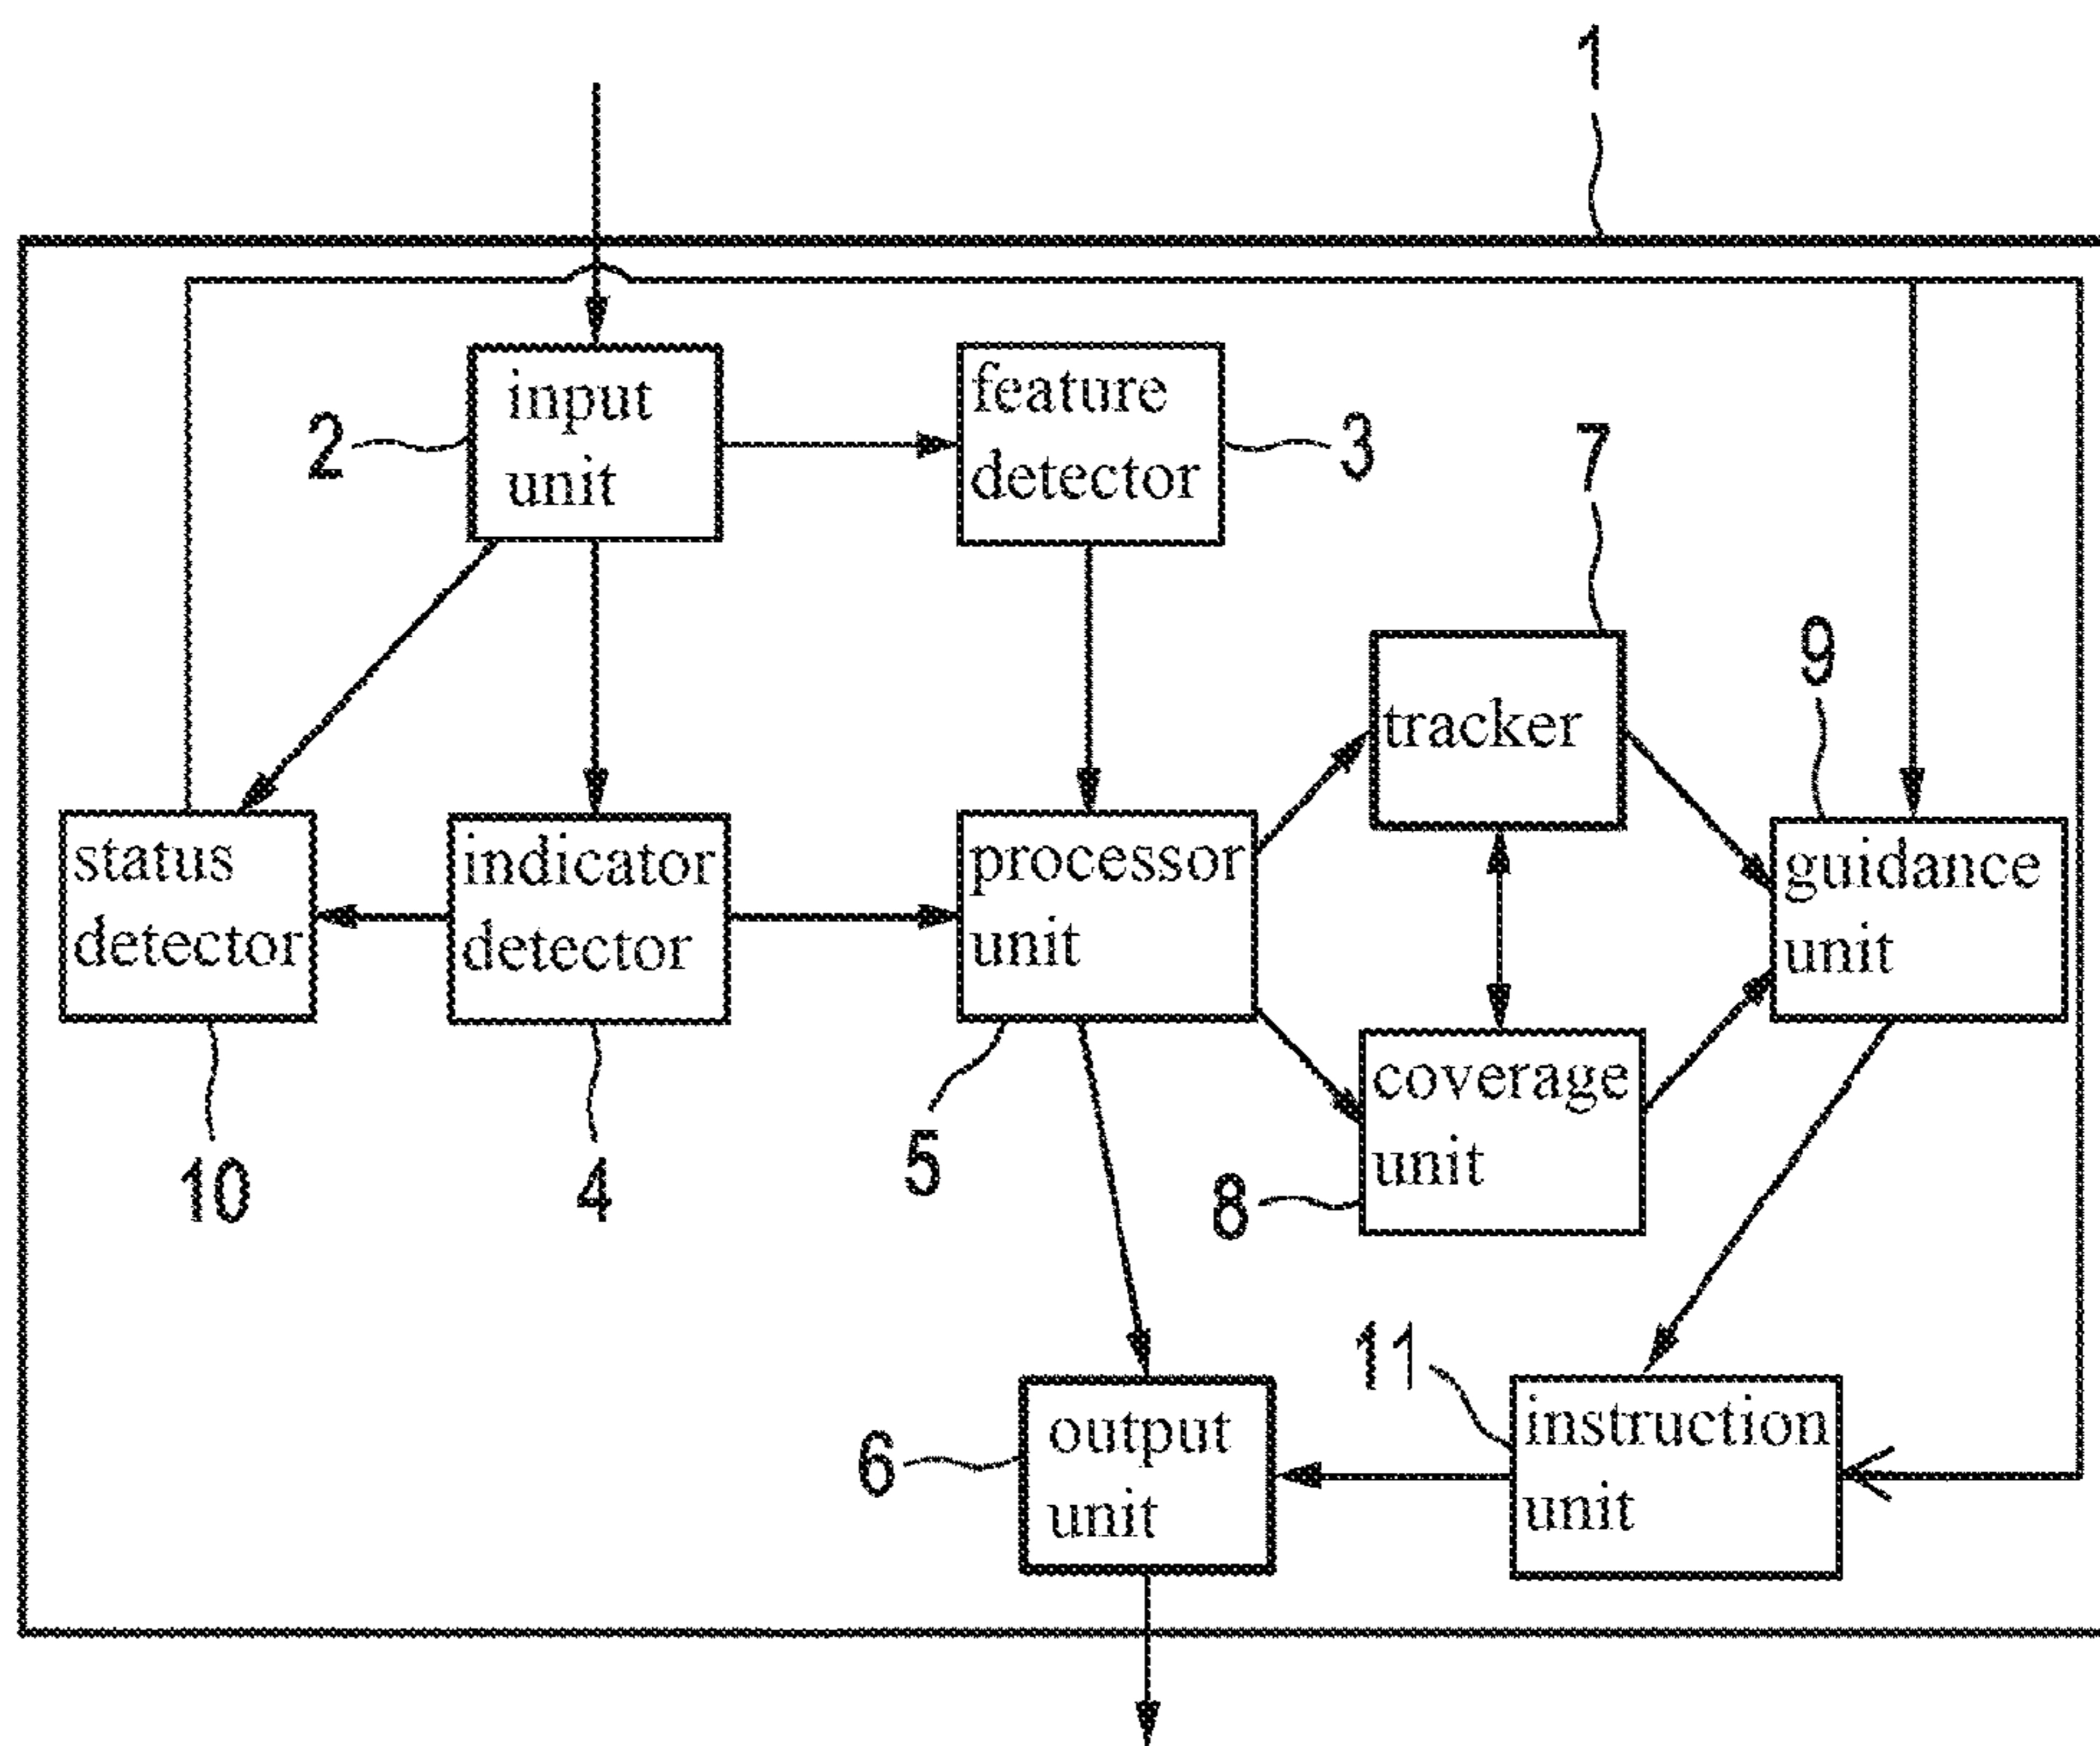 1
input
unit
2
feature
detector
3
7
tracker
9
status
detector
10
indicator
detector
4
processor
unit
5
guidance
unit
coverage
unit
8
11
output
unit
6
instruction
unit